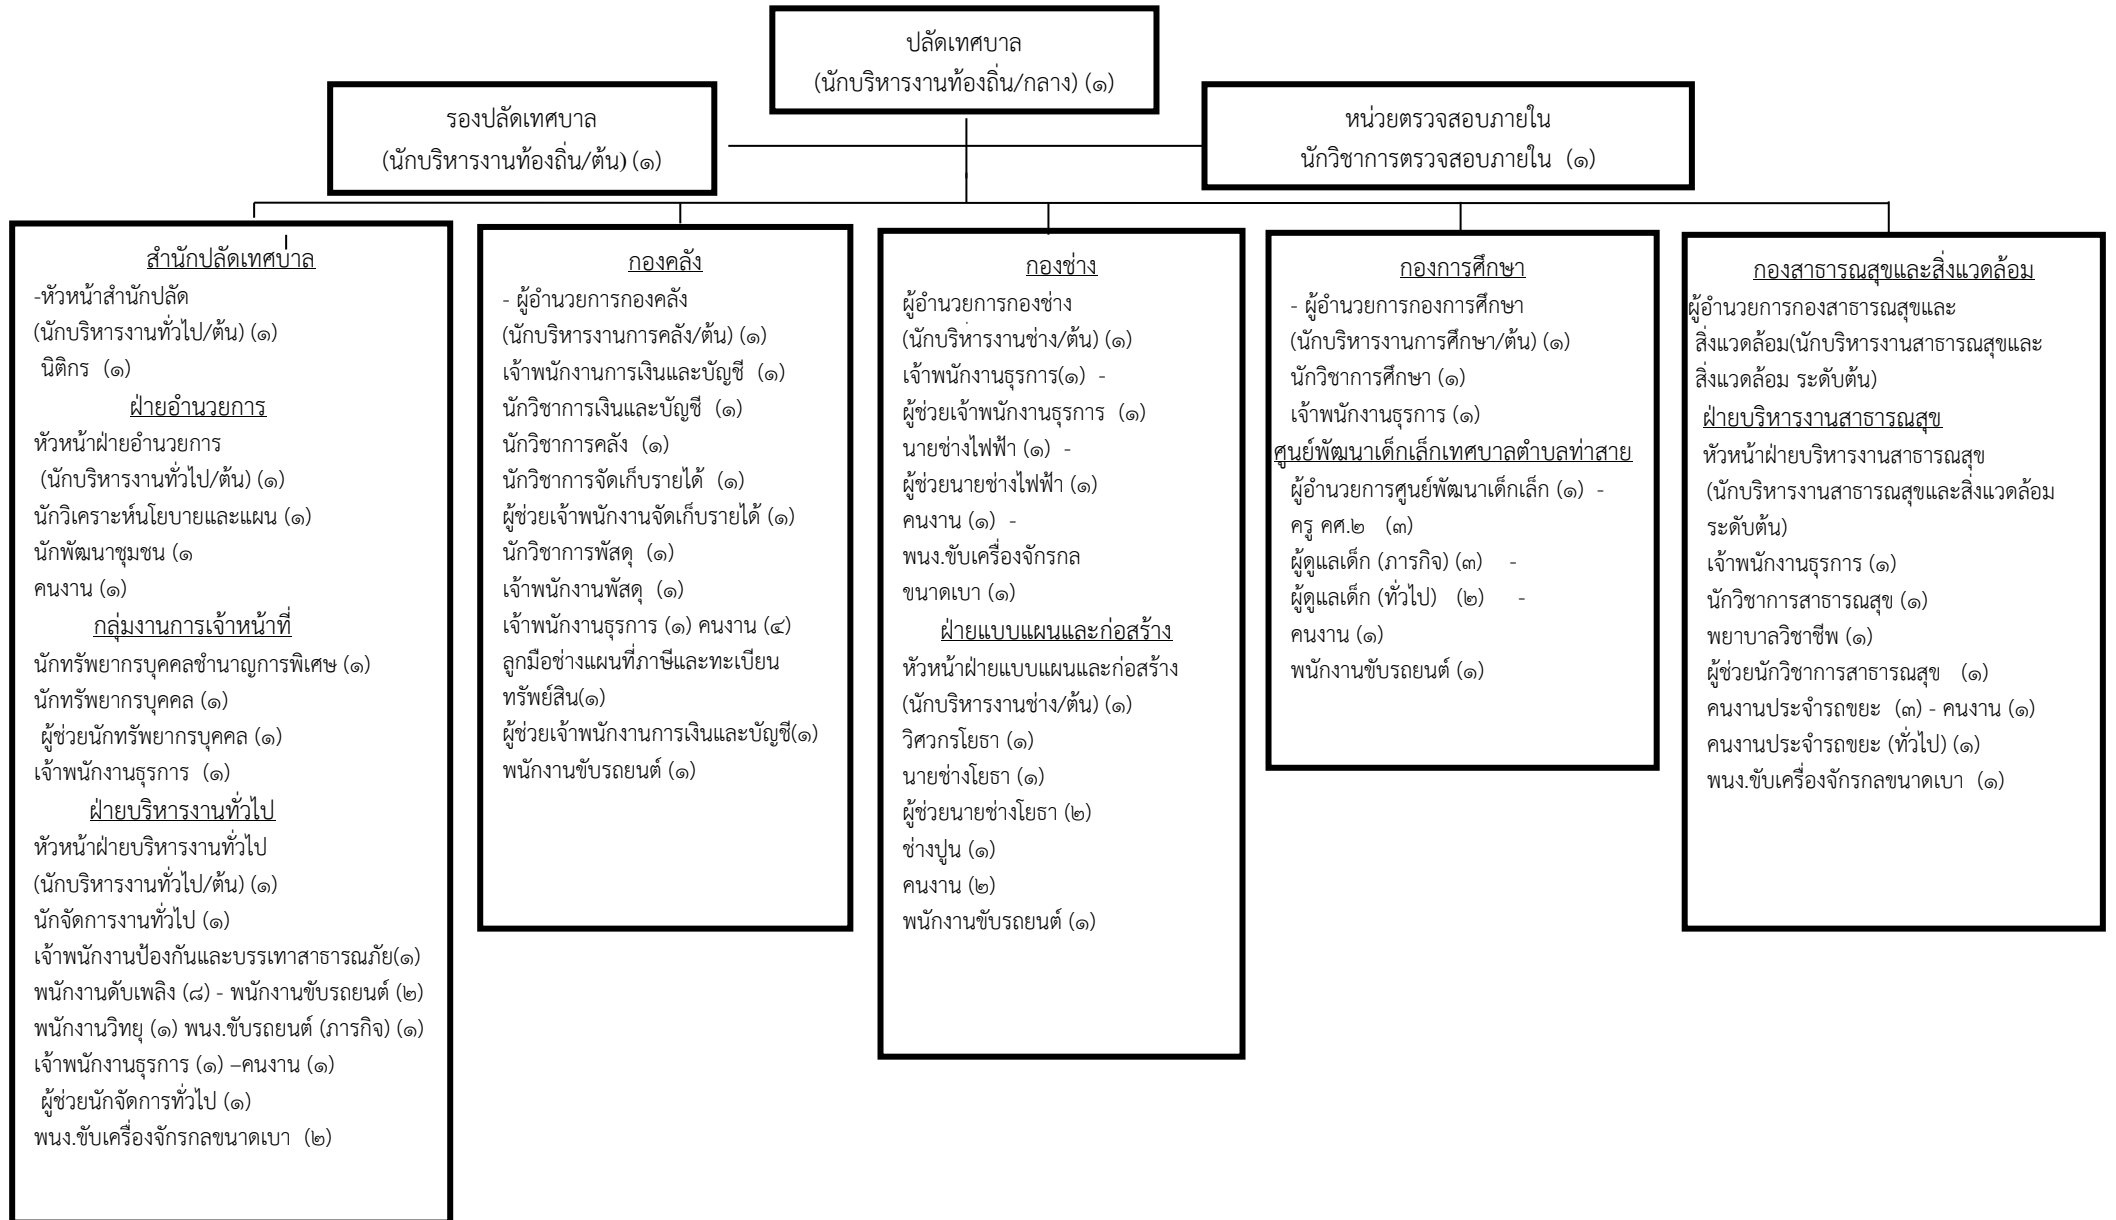 ปลัดเทศบาล
(นักบริหารงานท้องถิ่น/กลาง) (๑)
รองปลัดเทศบาล
(นักบริหารงานท้องถิ่น/ต้น) (๑)
หน่วยตรวจสอบภายใน
นักวิชาการตรวจสอบภายใน (๑)
สำนักปลัดเทศบาล
-หัวหน้าสำนักปลัด
(นักบริหารงานทั่วไป/ต้น) (๑)
นิติกร (๑)
ฝ่ายอำนวยการ
หัวหน้าฝ่ายอำนวยการ
(นักบริหารงานทั่วไป/ต้น) (๑)
นักวิเคราะห์นโยบายและแผน (๑)
นักพัฒนาชุมชน (๑
คนงาน (๑)
กลุ่มงานการเจ้าหน้าที่
นักทรัพยากรบุคคลชำนาญการพิเศษ (๑)
นักทรัพยากรบุคคล (๑)
ผู้ช่วยนักทรัพยากรบุคคล (๑)
เจ้าพนักงานธุรการ (๑)
ฝ่ายบริหารงานทั่วไป
หัวหน้าฝ่ายบริหารงานทั่วไป
(นักบริหารงานทั่วไป/ต้น) (๑)
นักจัดการงานทั่วไป (๑)
เจ้าพนักงานป้องกันและบรรเทาสาธารณภัย(๑)
พนักงานดับเพลิง (๘) - พนักงานขับรถยนต์ (๒)
พนักงานวิทยุ (๑) พนง.ขับรถยนต์ (ภารกิจ) (๑)
เจ้าพนักงานธุรการ (๑) –คนงาน (๑)
ผู้ช่วยนักจัดการทั่วไป (๑)
พนง.ขับเครื่องจักรกลขนาดเบา (๒)
กองคลัง
- ผู้อำนวยการกองคลัง
(นักบริหารงานการคลัง/ต้น) (๑)
เจ้าพนักงานการเงินและบัญชี (๑)
นักวิชาการเงินและบัญชี (๑)
นักวิชาการคลัง (๑)
นักวิชาการจัดเก็บรายได้ (๑)
ผู้ช่วยเจ้าพนักงานจัดเก็บรายได้ (๑)
นักวิชาการพัสดุ (๑)
เจ้าพนักงานพัสดุ (๑)
เจ้าพนักงานธุรการ (๑) คนงาน (๔)
ลูกมือช่างแผนที่ภาษีและทะเบียน
ทรัพย์สิน(๑)
ผู้ช่วยเจ้าพนักงานการเงินและบัญชี(๑)
พนักงานขับรถยนต์ (๑)
กองช่าง
ผู้อำนวยการกองช่าง
(นักบริหารงานช่าง/ต้น) (๑)
เจ้าพนักงานธุรการ(๑) -
ผู้ช่วยเจ้าพนักงานธุรการ (๑)
นายช่างไฟฟ้า (๑) -
ผู้ช่วยนายช่างไฟฟ้า (๑)
คนงาน (๑) -
พนง.ขับเครื่องจักรกล
ขนาดเบา (๑)
ฝ่ายแบบแผนและก่อสร้าง
หัวหน้าฝ่ายแบบแผนและก่อสร้าง
(นักบริหารงานช่าง/ต้น) (๑)
วิศวกรโยธา (๑)
นายช่างโยธา (๑)
ผู้ช่วยนายช่างโยธา (๒)
ช่างปูน (๑)
คนงาน (๒)
พนักงานขับรถยนต์ (๑)
กองการศึกษา
- ผู้อำนวยการกองการศึกษา
(นักบริหารงานการศึกษา/ต้น) (๑)
นักวิชาการศึกษา (๑)
เจ้าพนักงานธุรการ (๑)
ศูนย์พัฒนาเด็กเล็กเทศบาลตำบลท่าสาย
ผู้อำนวยการศูนย์พัฒนาเด็กเล็ก (๑) -
ครู คศ.๒ (๓)
ผู้ดูแลเด็ก (ภารกิจ) (๓) -
ผู้ดูแลเด็ก (ทั่วไป) (๒) -
คนงาน (๑)
พนักงานขับรถยนต์ (๑)
กองสาธารณสุขและสิ่งแวดล้อม
ผู้อำนวยการกองสาธารณสุขและ
สิ่งแวดล้อม(นักบริหารงานสาธารณสุขและ
สิ่งแวดล้อม ระดับต้น)
ฝ่ายบริหารงานสาธารณสุข
หัวหน้าฝ่ายบริหารงานสาธารณสุข
(นักบริหารงานสาธารณสุขและสิ่งแวดล้อม
ระดับต้น)
เจ้าพนักงานธุรการ (๑)
นักวิชาการสาธารณสุข (๑)
พยาบาลวิชาชีพ (๑)
ผู้ช่วยนักวิชาการสาธารณสุข (๑)
คนงานประจำรถขยะ (๓) - คนงาน (๑)
คนงานประจำรถขยะ (ทั่วไป) (๑)
พนง.ขับเครื่องจักรกลขนาดเบา (๑)